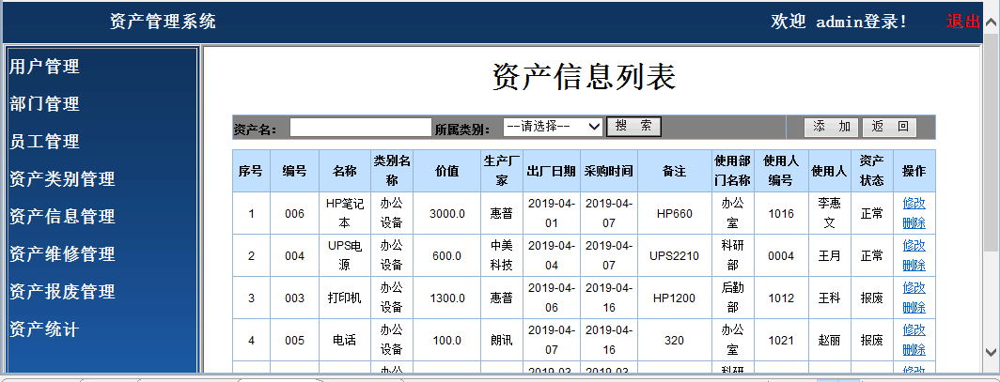 资产管理系统 欢迎 admin登录! 退出
用户管理
部门管理
员工管理
资产类别管理
资产信息管理
资产维修管理
资产报废管理
资产统计
资产信息列表
资产名: 所属类别: --请选择-- 搜 索 添 加 返 回
序号 编号 名称 类别名称 价值 生产厂家 出厂日期 采购时间 备注 使用部门名称 使用人编号 使用人 资产状态 操作
1 006 HP笔记本 办公设备 3000.0 惠普 2019-04-01 2019-04-07 HP660 办公室 1016 李惠文 正常 修改 删除
2 004 UPS电源 办公设备 600.0 中美科技 2019-04-04 2019-04-07 UPS2210 科研部 0004 王月 正常 修改 删除
3 003 打印机 办公设备 1300.0 惠普 2019-04-06 2019-04-16 HP1200 后勤部 1012 王科 报废 修改 删除
4 005 电话 办公设备 100.0 朗讯 2019-04-07 2019-04-16 320 办公室 1021 赵丽 报废 修改 删除
办公 2019-03- 2019-03- 科研 修改